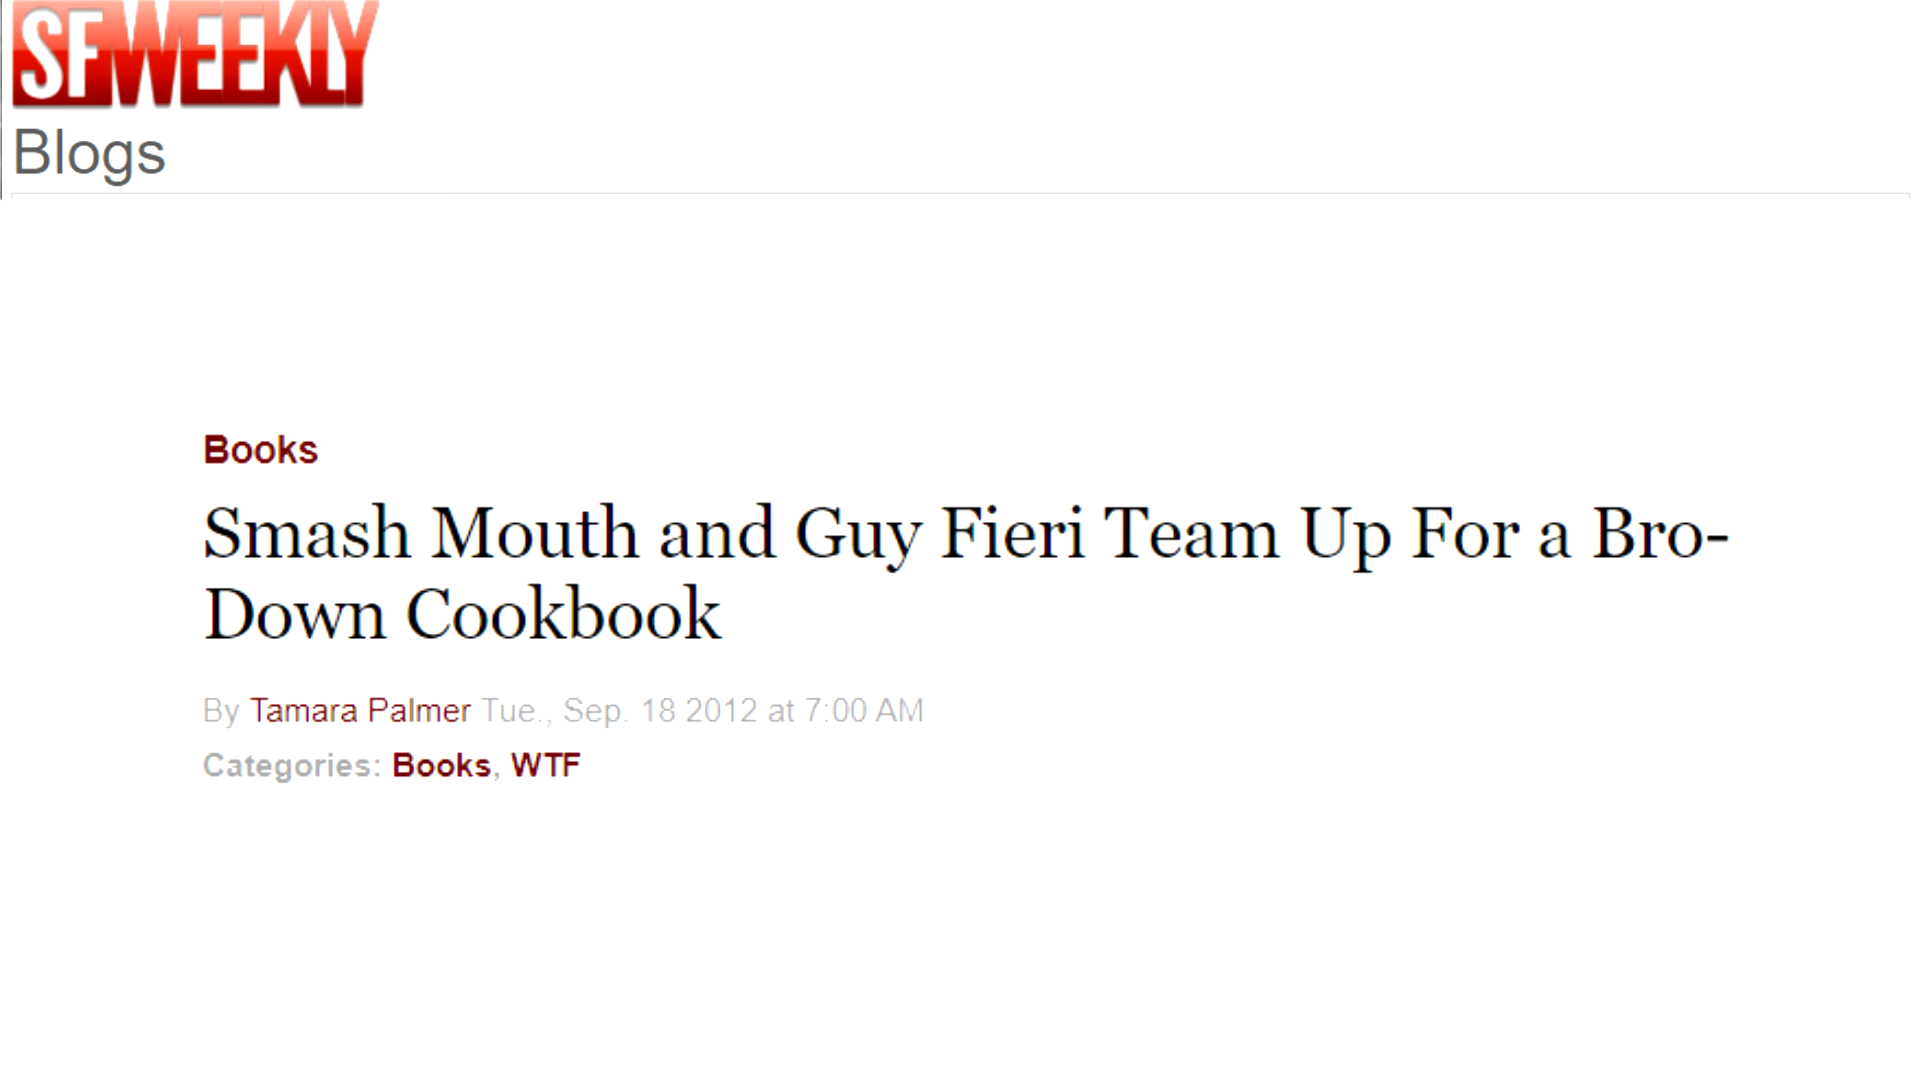 SFWEEKLY
Blogs
Books
Smash Mouth and Guy Fieri Team Up For a Bro-
Down Cookbook
By Tamara Palmer Tue., Sep. 18 2012 at 7:00 AM
Categories: Books, WTF